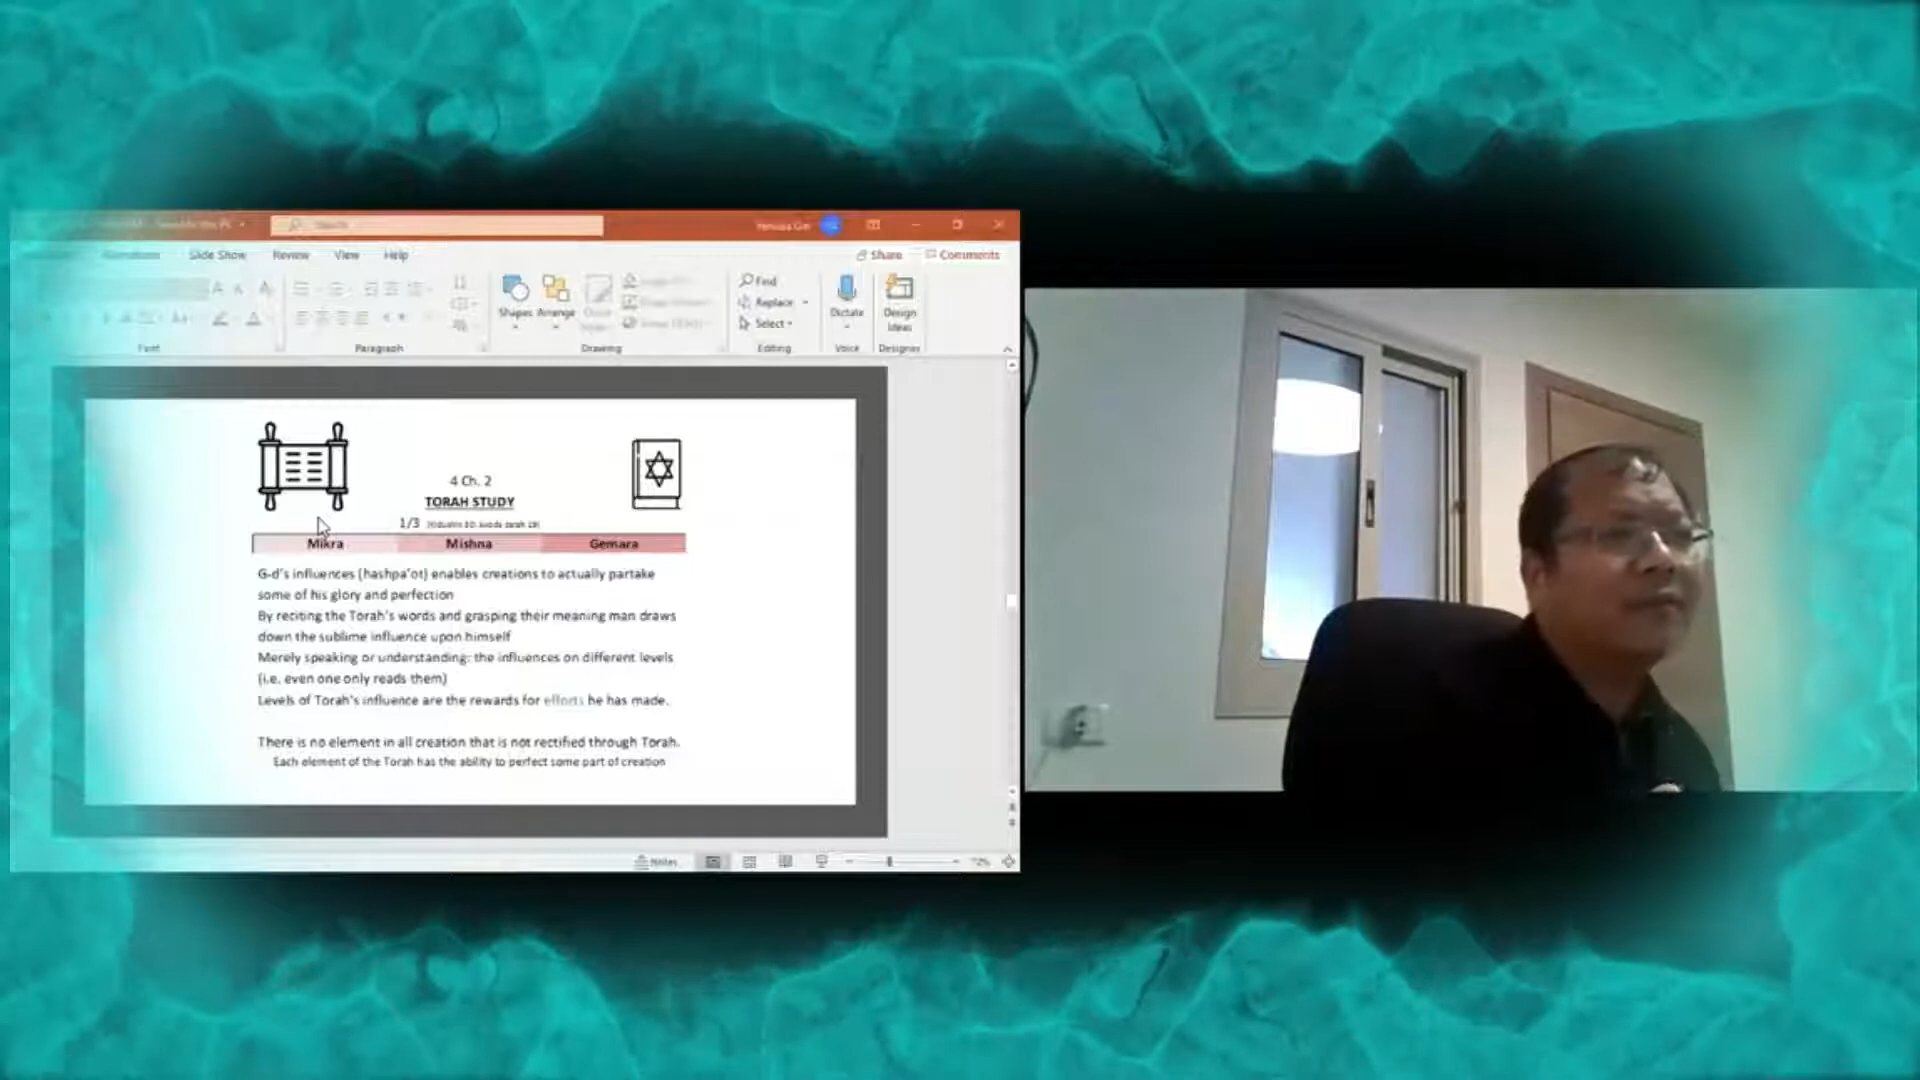 Slide Show Review View Help Share Comments
Find
Replace
Select
Shapes Arrange
Dictate
Design
Ideas
Font Paragraph Drawing Editing Voice Designer
4 Ch. 2
TORAH STUDY
1/3
Mikra Mishna Gemara
G-d's influences (hashpa'ot) enables creations to actually partake
some of his glory and perfection
By reciting the Torah's words and grasping their meaning man draws
down the sublime influence upon himself
Merely speaking or understanding: the influences on different levels
(i.e. even one only reads them)
Levels of Torah's influence are the rewards for efforts he has made.
There is no element in all creation that is not rectified through Torah.
Each element of the Torah has the ability to perfect some part of creation
Notes